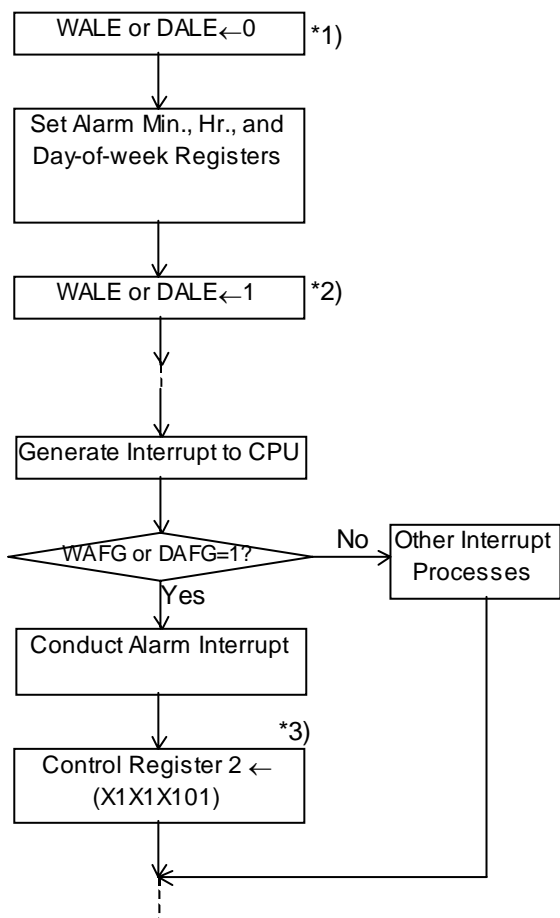 WALE or DALE←0
*1)
Set Alarm Min., Hr., and
Day-of-week Registers
WALE or DALE←1
*2)
Generate Interrupt to CPU
WAFG or DAFG=1?
No
Other Interrupt
Processes
Yes
Conduct Alarm Interrupt
*3)
Control Register 2 ←
(X1X1X101)